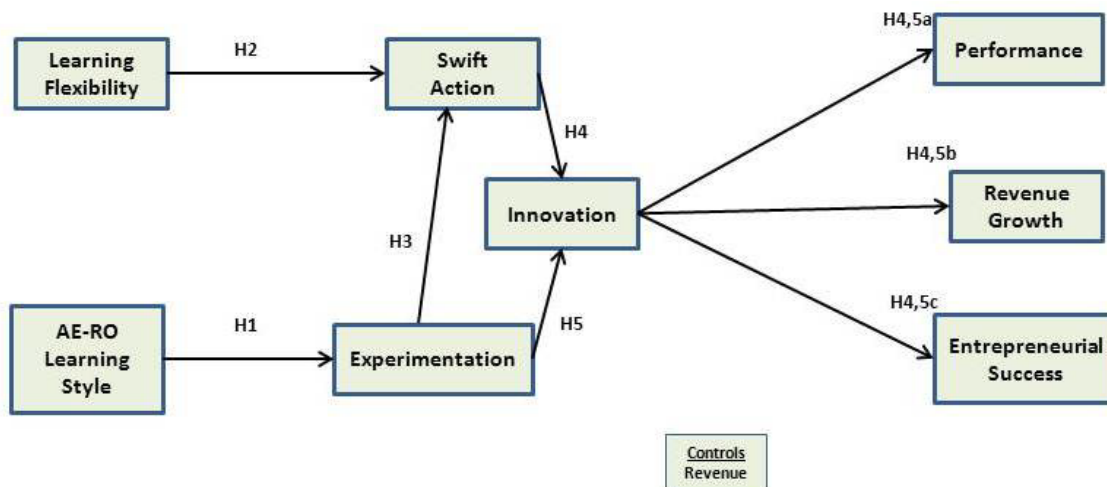 H4,5a
Learning
Flexibility
H2
Swift
Action
Performance
H4
H4,5b
Innovation
Revenue
Growth
H3
H4,5c
AE-RO
Learning
Style
H1
Experimentation
H5
Entrepreneurial
Success
Controls
Revenue